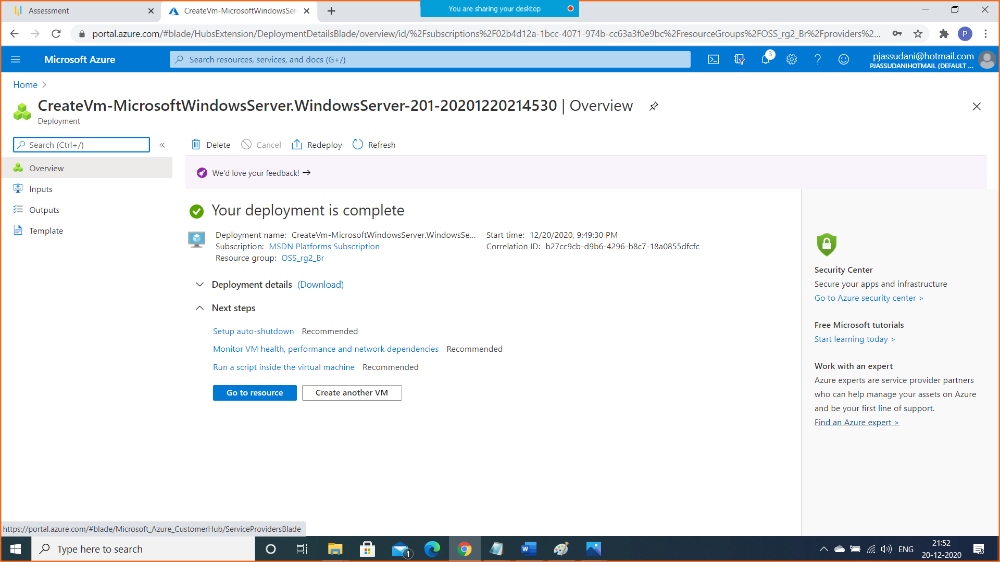 Assessment
CreateVm-MicrosoftWindowsSer
You are sharing your desktop
portal.azure.com/#blade/HubsExtension/DeploymentDetailsBlade/overview/id/%2Fsubscriptions%2F02b4d12a-1bcc-4071-974b-cc63a3f0e9bc%2FresourceGroups%2FOSS_rg2_Br%2Fproviders%2...
P
Microsoft Azure
Search resources, services, and docs (G+/)
3
pjassudani@hotmail.com
PJASSUDANIHOTMAIL (DEFAULT ...
Home
CreateVm-MicrosoftWindowsServer.WindowsServer-201-20201220214530 | Overview
Deployment
Search (Ctrl+/)
«
Delete
Cancel
Redeploy
Refresh
Overview
Inputs
Outputs
Template
We'd love your feedback! →
Your deployment is complete
Deployment name: CreateVm-MicrosoftWindowsServer.WindowsSe...
Subscription: MSDN Platforms Subscription
Resource group: OSS_rg2_Br
Start time: 12/20/2020, 9:49:30 PM
Correlation ID: b27cc9cb-d9b6-4296-b8c7-18a0855dfcfc
Deployment details (Download)
Next steps
Setup auto-shutdown Recommended
Monitor VM health, performance and network dependencies Recommended
Run a script inside the virtual machine Recommended
Go to resource
Create another VM
Security Center
Secure your apps and infrastructure
Go to Azure security center >
Free Microsoft tutorials
Start learning today >
Work with an expert
Azure experts are service provider partners
who can help manage your assets on Azure
and be your first line of support.
Find an Azure expert >
https://portal.azure.com/#blade/Microsoft_Azure_CustomerHub/ServiceProvidersBlade
Type here to search
1
ENG
21:52
20-12-2020